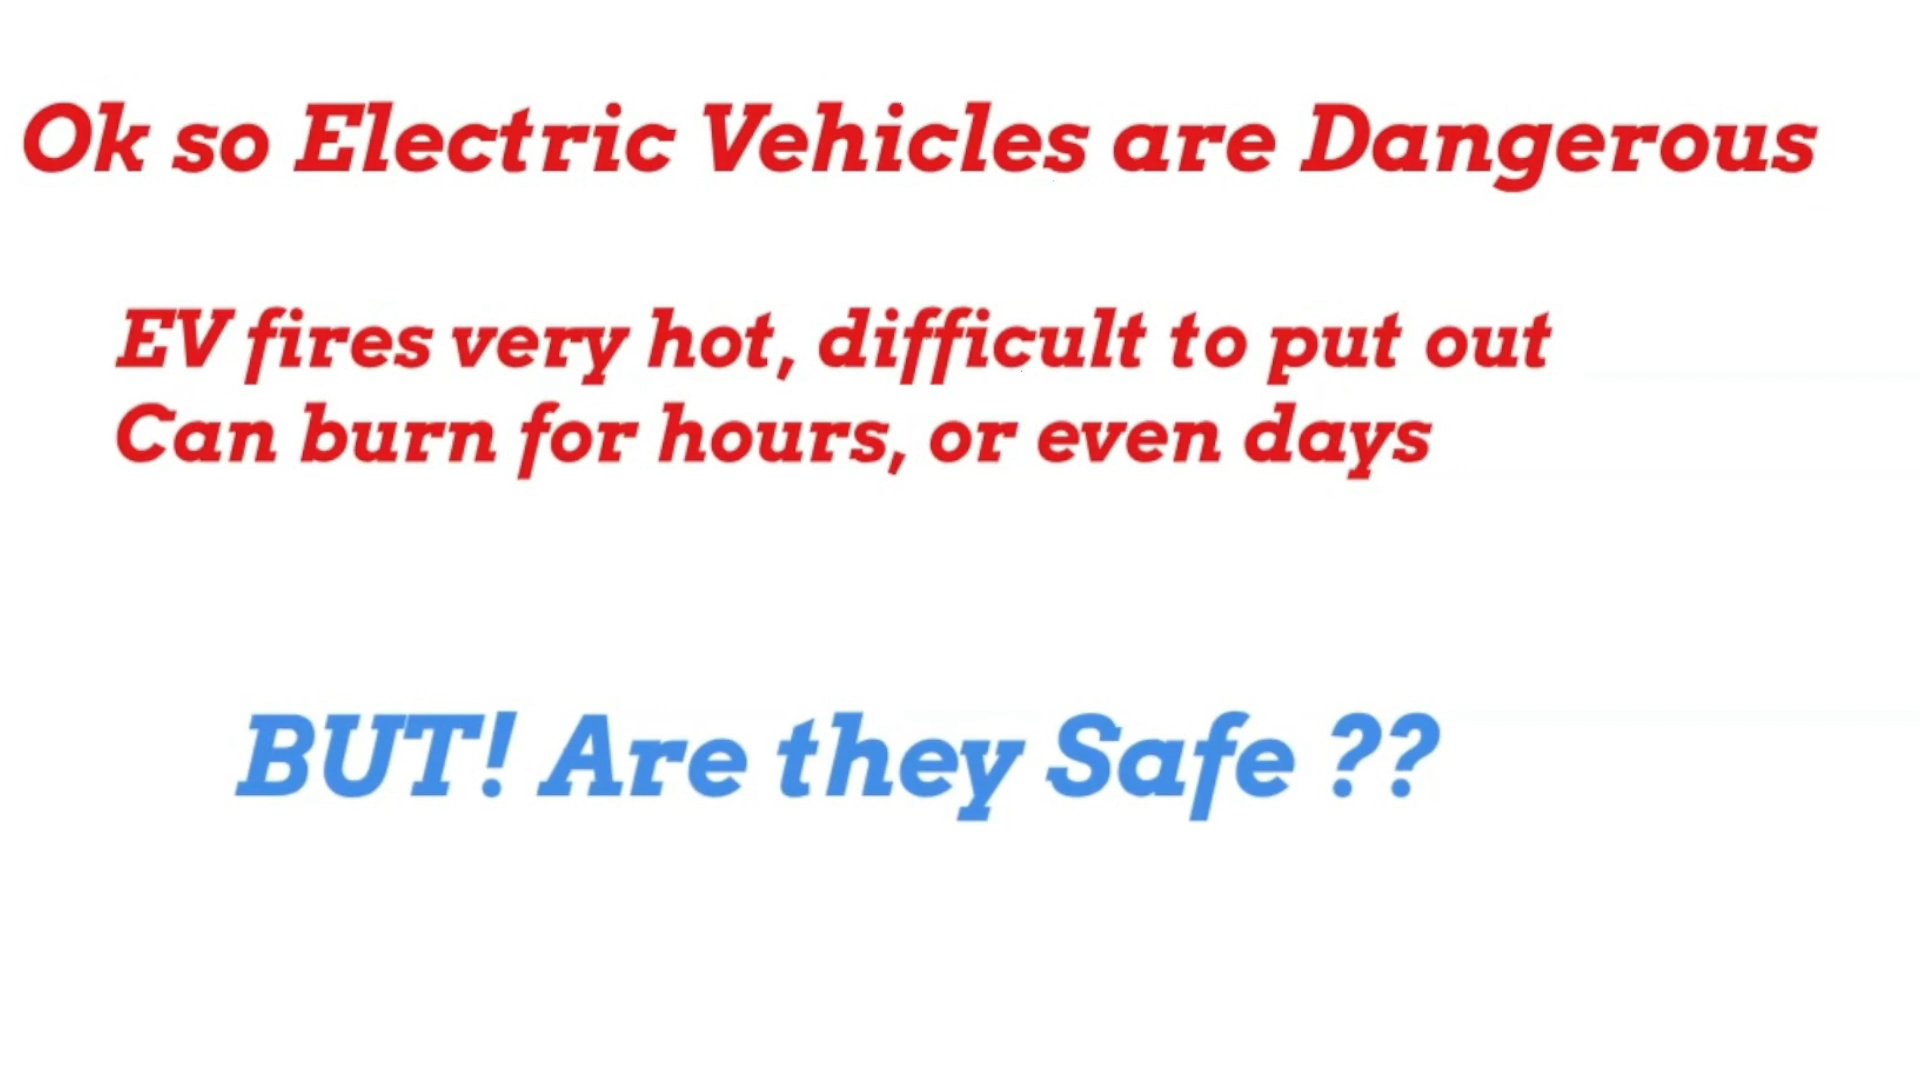 Ok so Electric Vehicles are Dangerous
EV fires very hot, difficult to put out
Can burn for hours, or even days
BUT! Are they Safe ??